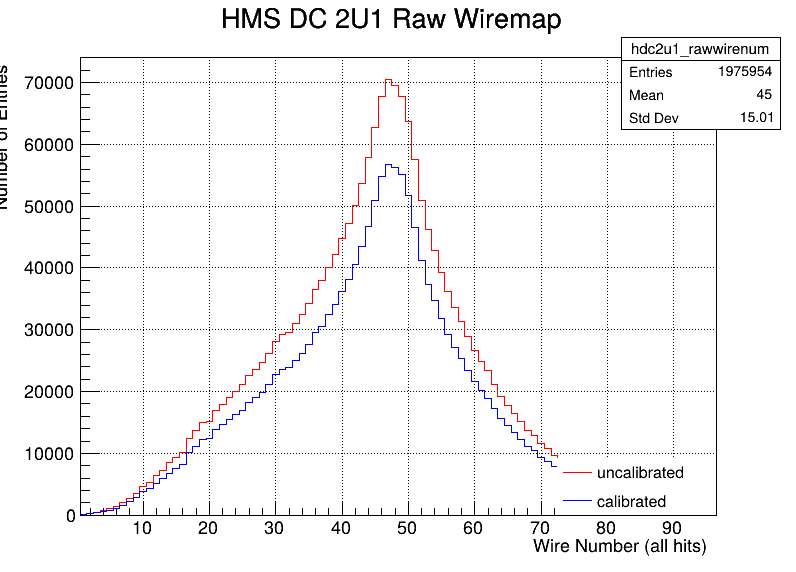 HMS DC 2U1 Raw Wiremap
hdc2u1_rawwirenum
Entries 1975954
Mean 45
Std Dev 15.01
Number of Entries
70000
60000
50000
40000
30000
20000
10000
0
10 20 30 40 50 60 70 80 90
Wire Number (all hits)
uncalibrated
calibrated